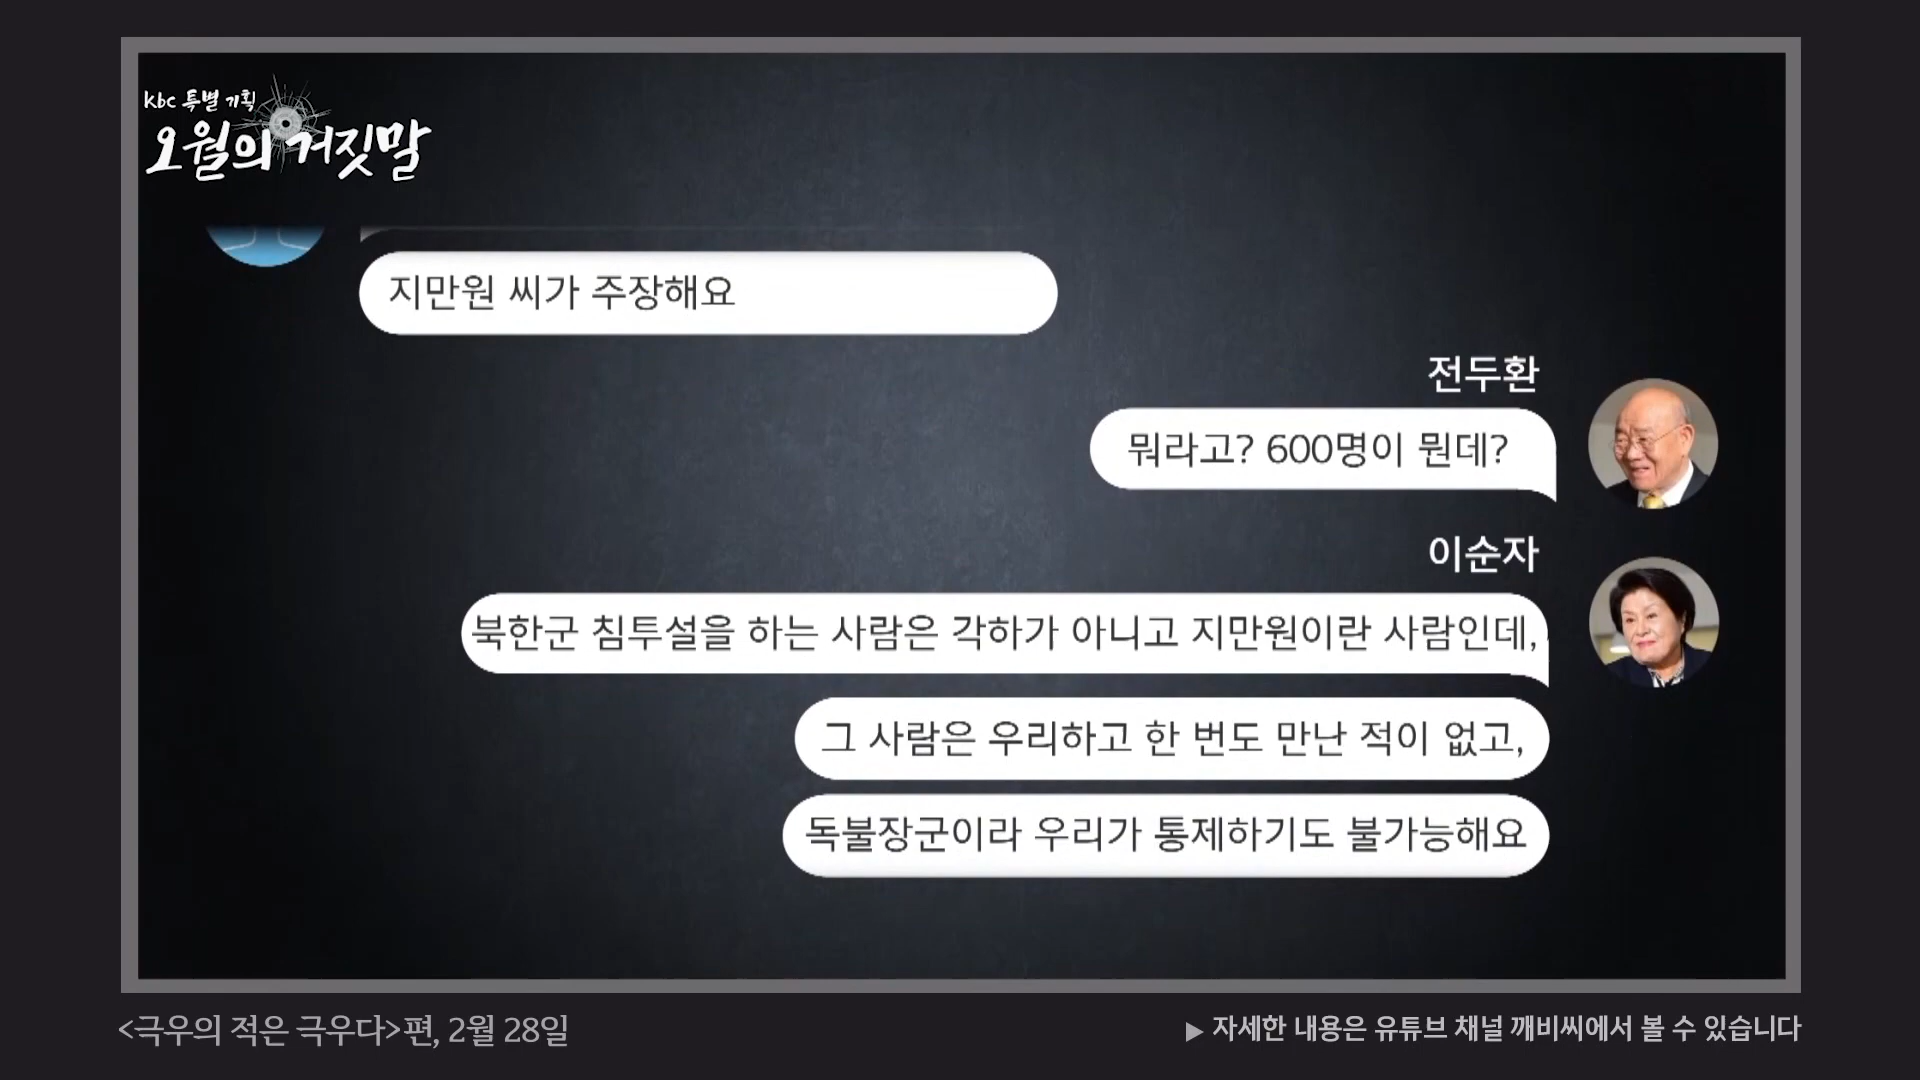 kbc 특별 기획
오월의 거짓말
지만원 씨가 주장해요
전두환
뭐라고? 600명이 뭔데?
이순자
북한군 침투설을 하는 사람은 각하가 아니고 지만원이란 사람인데,
그 사람은 우리하고 한 번도 만난 적이 없고,
독불장군이라 우리가 통제하기도 불가능해요
<극우의 적은 극우다>편, 2월 28일
▶ 자세한 내용은 유튜브 채널 깨비씨에서 볼 수 있습니다